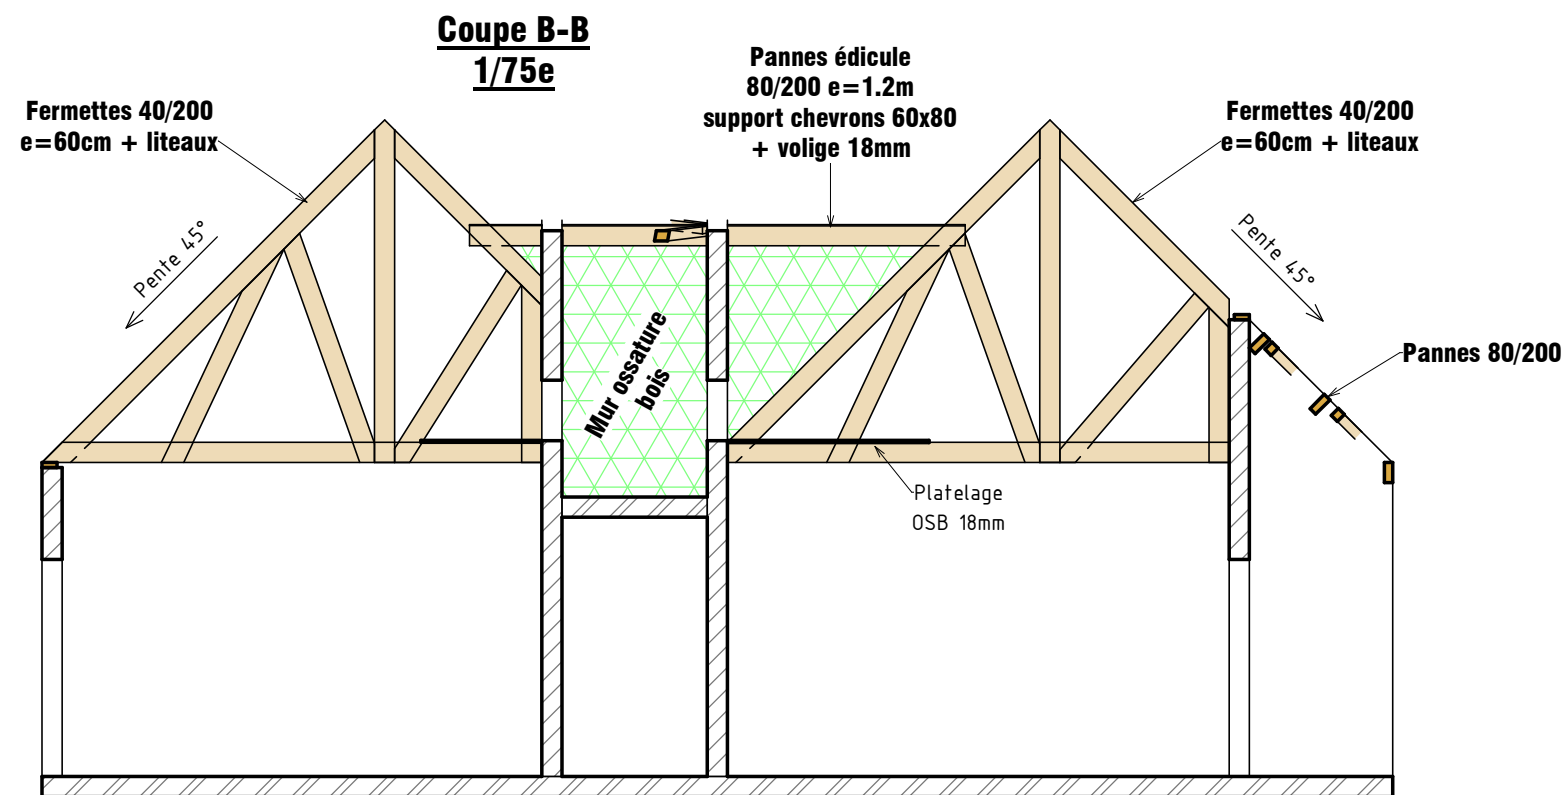 Coupe B-B
1/75e
Fermettes 40/200
e=60cm + liteaux
Pannes édicule
80/200 e=1.2m
support chevrons 60x80
+ volige 18mm
Fermettes 40/200
e=60cm + liteaux
Pente 45°
Pente 45°
Pannes 80/200
Mur ossature
bois
Platelage
OSB 18mm